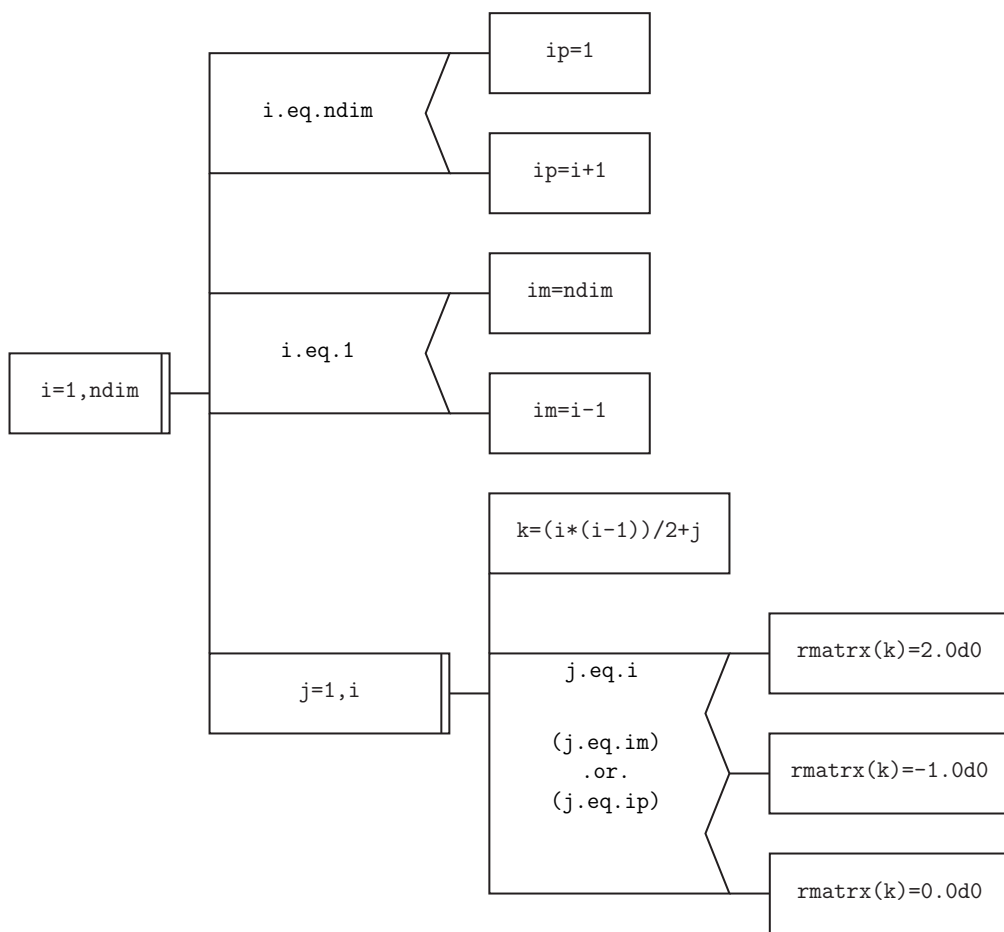 ip=1
i.eq.ndim
ip=i+1
im=ndim
i.eq.1
i=1,ndim
im=i-1
k=(i*(i-1))/2+j
rmatrx(k)=2.0d0
j.eq.i
j=1,i
(j.eq.im)
.or.
(j.eq.ip)
rmatrx(k)=-1.0d0
rmatrx(k)=0.0d0